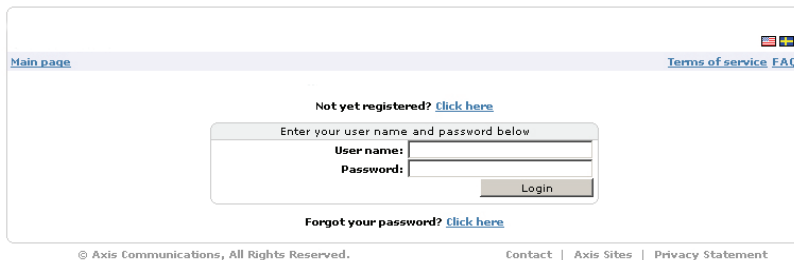 Main page Terms of service FAQ
Not yet registered? Click here
Enter your user name and password below
User name:
Password:
Login
Forgot your password? Click here
© Axis Communications, All Rights Reserved. Contact | Axis Sites | Privacy Statement